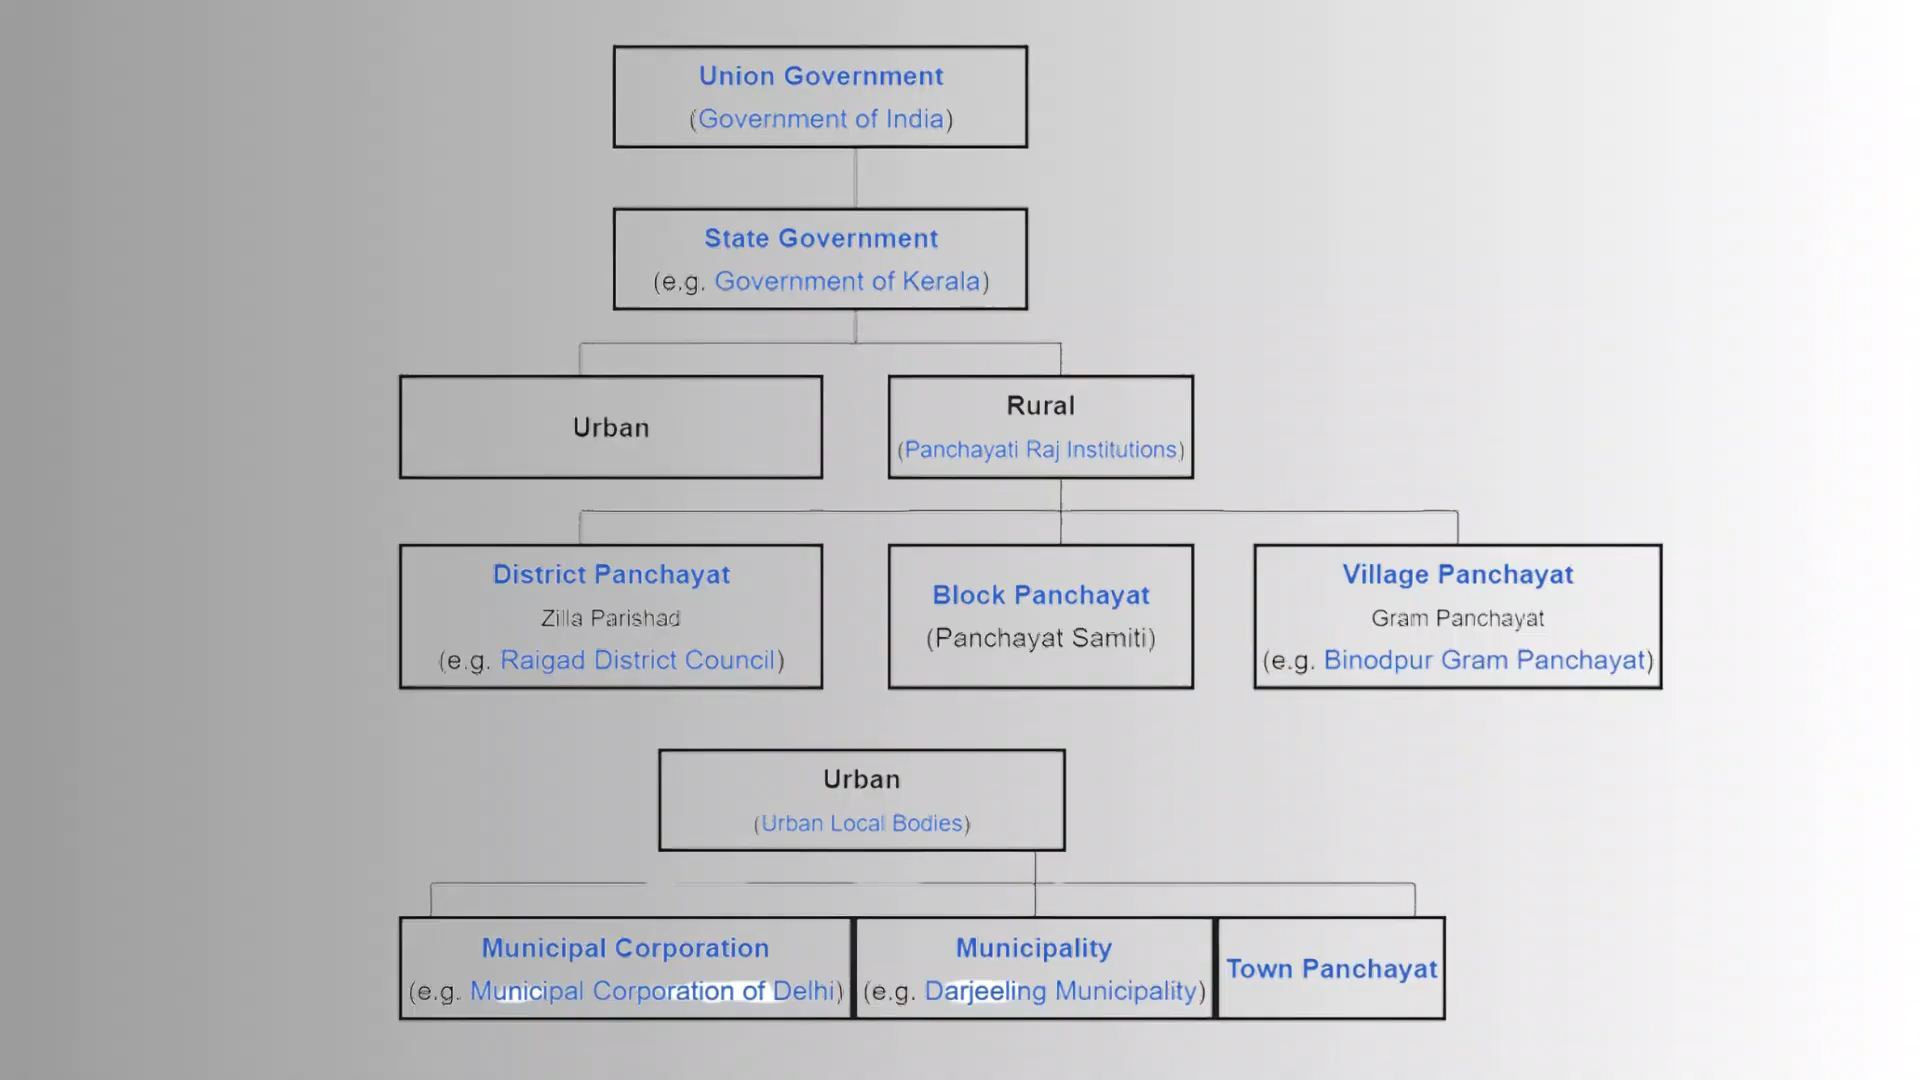 Union Government
(Government of India)
State Government
(e.g. Government of Kerala)
Urban
Rural
(Panchayati Raj Institutions)
District Panchayat
Zilla Parishad
(e.g. Raigad District Council)
Block Panchayat
(Panchayat Samiti)
Village Panchayat
Gram Panchayat
(e.g. Binodpur Gram Panchayat)
Urban
(Urban Local Bodies)
Municipal Corporation
(e.g. Municipal Corporation of Delhi)
Municipality
(e.g. Darjeeling Municipality)
Town Panchayat